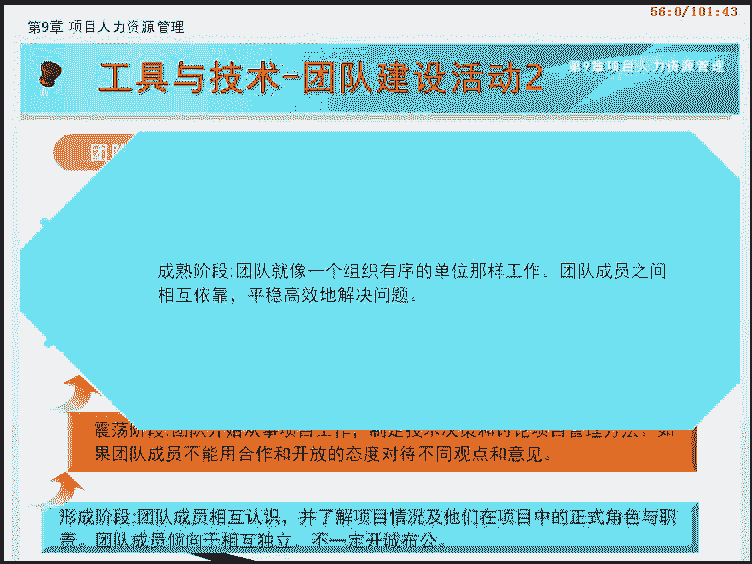 56:0/101:43
第9章 项目人力资源管理
工具与技术-团队建设活动2
第9章项目人力资源管理
团队
成熟阶段:团队就像一个组织有序的单位那样工作。团队成员之间
相互依靠，平稳高效地解决问题。
震荡阶段:团队开始从事项目工作，制定技术决策和讨论项目管理方法。如
果团队成员不能用合作和开放的态度对待不同观点和意见。
形成阶段:团队成员相互认识，并了解项目情况及他们在项目中的正式角色与职
责。团队成员倾向于相互独立，不一定开诚布公。